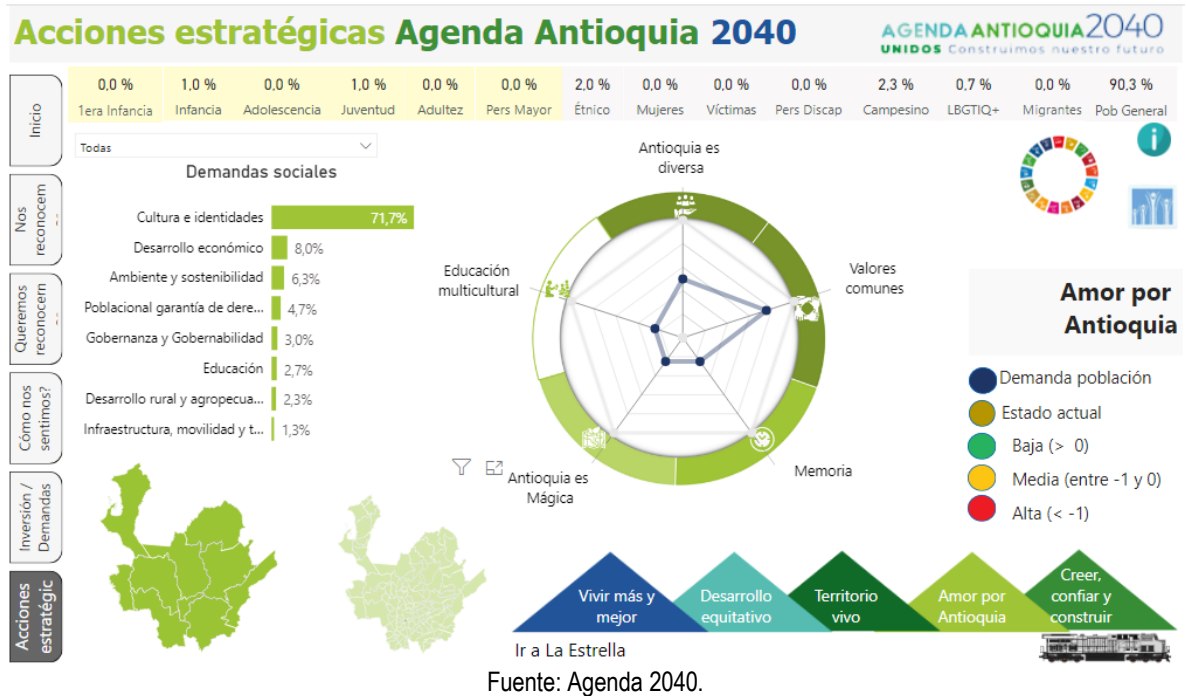 Acciones estratégicas Agenda Antioquia 2040
AGENDA ANTIOQUIA 2040
UNIDOS Construimos nuestro futuro
0,0 % 1,0 % 0,0 % 1,0 % 0,0 % 0,0 % 2,0 % 0,0 % 0,0 % 0,0 % 2,3 % 0,7 % 0,0 % 90,3 %
1era Infancia Infancia Adolescencia Juventud Adultez Pers Mayor Étnico Mujeres Víctimas Pers Discap Campesino LBGTIQ+ Migrantes Pob General
Inicio
Nos
reconocem
...
Queremos
reconocern
...
Cómo nos
sentimos?
Inversión /
Demandas
Acciones
estratégic
Todas
Demandas sociales
Cultura e identidades 71,7%
Desarrollo económico 8,0%
Ambiente y sostenibilidad 6,3%
Poblacional garantía de dere... 4,7%
Gobernanza y Gobernabilidad 3,0%
Educación 2,7%
Desarrollo rural y agropecua... 2,3%
Infraestructura, movilidad y t... 1,3%
Antioquia es
diversa
Valores
comunes
Memoria
Antioquia es
Mágica
Educación
multicultural
i
Amor por
Antioquia
Demanda población
Estado actual
Baja (> 0)
Media (entre -1 y 0)
Alta (< -1)
Vivir más y
mejor
Desarrollo
equitativo
Territorio
vivo
Amor por
Antioquia
Creer,
confiar y
construir
Ir a La Estrella
Fuente: Agenda 2040.